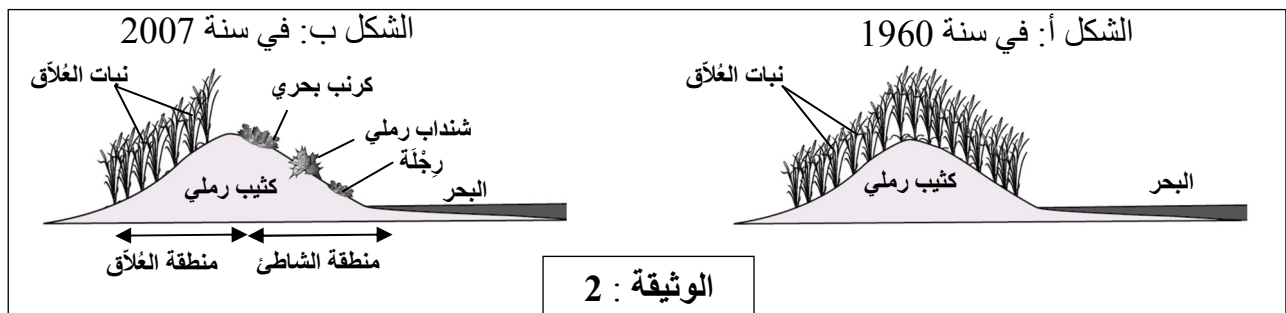 الشكل أ: في سنة 1960
نبات العُلاّق
كثيب رملي
البحر
الشكل ب: في سنة 2007
نبات العُلاّق
كرنب بحري
شنداب رملي
رِجْلَة
كثيب رملي
البحر
منطقة الشاطئ
منطقة العُلاّق
الوثيقة : 2